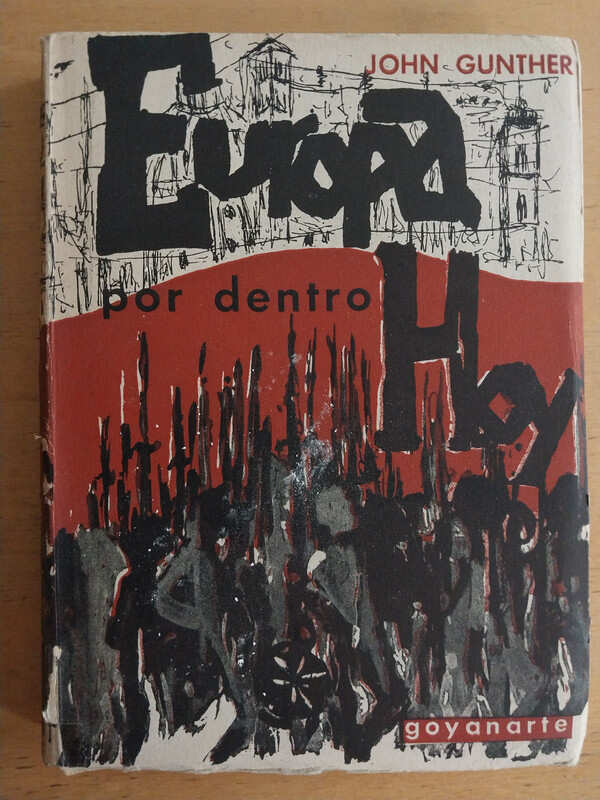 JOHN GUNTHER
Europa
por dentro
Hoy
goyanarte